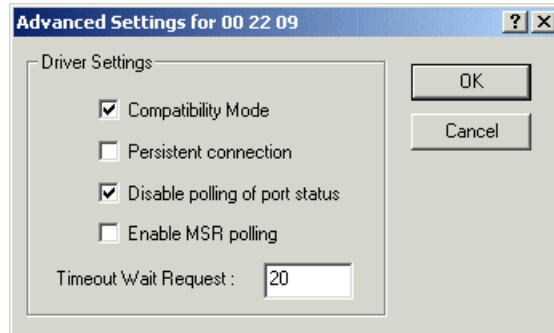 Advanced Settings for 00 22 09
Driver Settings
Compatibility Mode
Persistent connection
Disable polling of port status
Enable MSR polling
Timeout Wait Request : 20
OK
Cancel